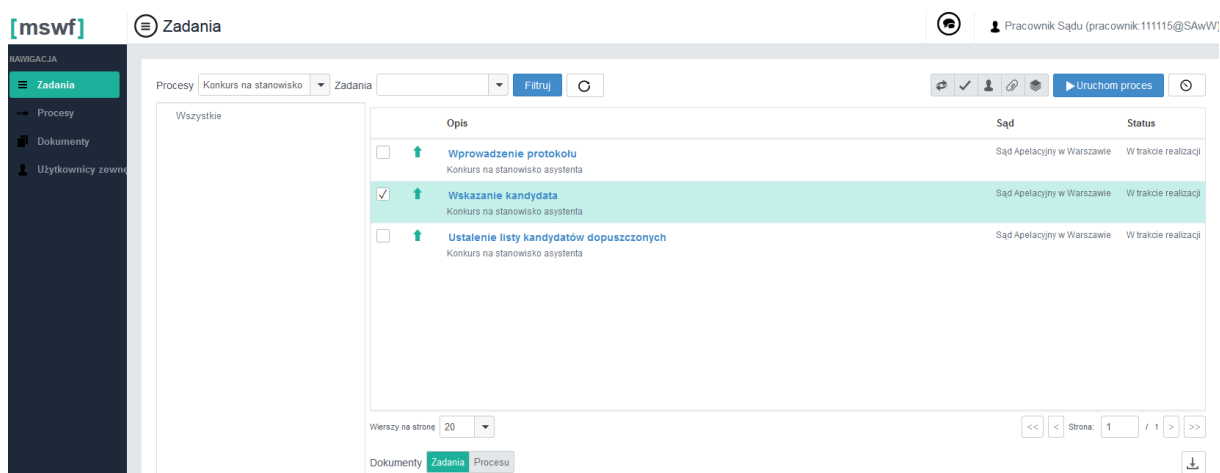 [mswf]
Zadania
Pracownik Sądu (pracownik:111115@SAwW)
NAWIGACJA
Zadania
Procesy
Dokumenty
Użytkownicy zewnę
Procesy Konkurs na stanowisko Zadania Filtruj Uruchom proces
Wszystkie
Opis Sąd Status
Wprowadzenie protokołu Sąd Apelacyjny w Warszawie W trakcie realizacji
Konkurs na stanowisko asystenta
Wskazanie kandydata Sąd Apelacyjny w Warszawie W trakcie realizacji
Konkurs na stanowisko asystenta
Ustalenie listy kandydatów dopuszczonych Sąd Apelacyjny w Warszawie W trakcie realizacji
Konkurs na stanowisko asystenta
Wierszy na stronę 20 << < Strona: 1 / 1 > >>
Dokumenty Zadania Procesu